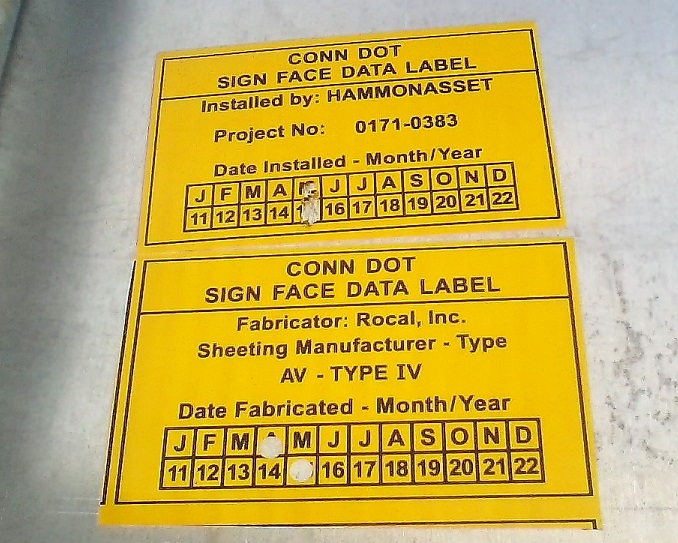 CONN DOT
SIGN FACE DATA LABEL
Installed by: HAMMONASSET
Project No: 0171-0383
Date Installed - Month/Year
J F M A J J A S O N D
11 12 13 14 16 17 18 19 20 21 22
CONN DOT
SIGN FACE DATA LABEL
Fabricator: Rocal, Inc.
Sheeting Manufacturer - Type
AV - TYPE IV
Date Fabricated - Month/Year
J F M M J J A S O N D
11 12 13 14 16 17 18 19 20 21 22